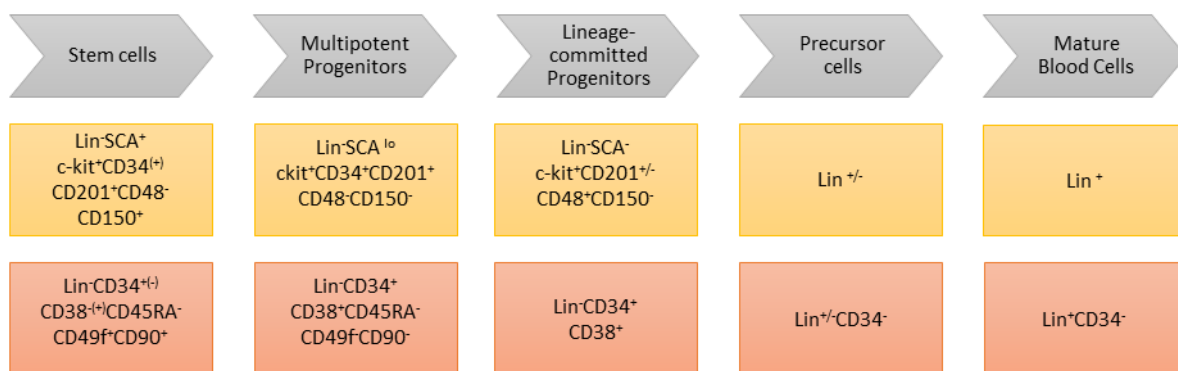 Stem cells
Multipotent
Progenitors
Lineage-
committed
Progenitors
Precursor
cells
Mature
Blood Cells
Lin⁻SCA⁺
c-kit⁺CD34⁽⁺⁾
CD201⁺CD48⁻
CD150⁺
Lin⁻SCA ˡᵒ
ckit⁺CD34⁺CD201⁺
CD48⁻CD150⁻
Lin⁻SCA⁻
c-kit⁺CD201⁺/⁻
CD48⁺CD150⁻
Lin ⁺/⁻
Lin ⁺
Lin⁻CD34⁺⁽⁻⁾
CD38⁻⁽⁺⁾CD45RA⁻
CD49f⁺CD90⁺
Lin⁻CD34⁺
CD38⁺CD45RA⁻
CD49f⁻CD90⁻
Lin⁻CD34⁺
CD38⁺
Lin⁺/⁻CD34⁻
Lin⁺CD34⁻